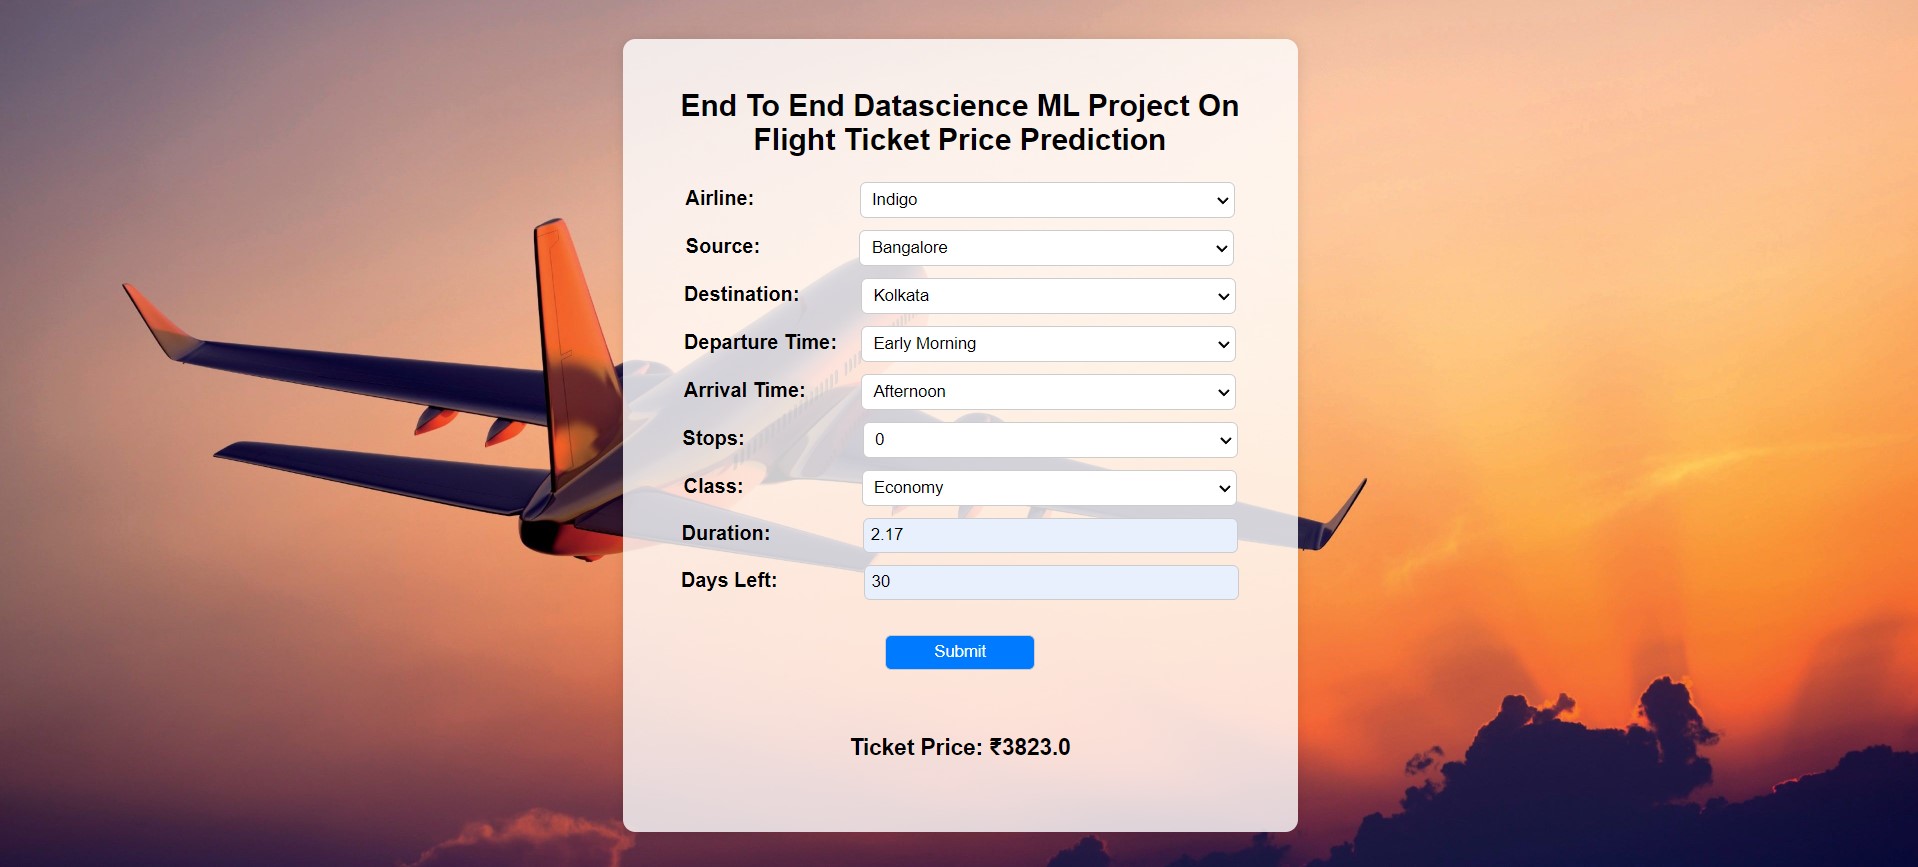 End To End Datascience ML Project On
Flight Ticket Price Prediction
Airline: Indigo
Source: Bangalore
Destination: Kolkata
Departure Time: Early Morning
Arrival Time: Afternoon
Stops: 0
Class: Economy
Duration: 2.17
Days Left: 30
Submit
Ticket Price: ₹3823.0